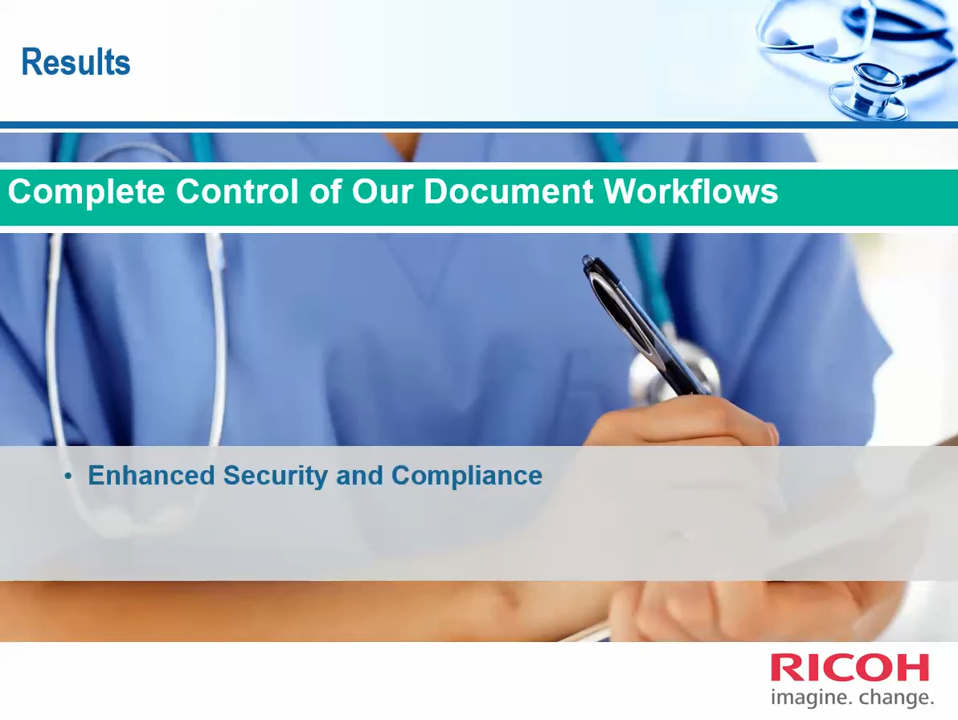 Results
Complete Control of Our Document Workflows
• Enhanced Security and Compliance
RICOH
imagine. change.